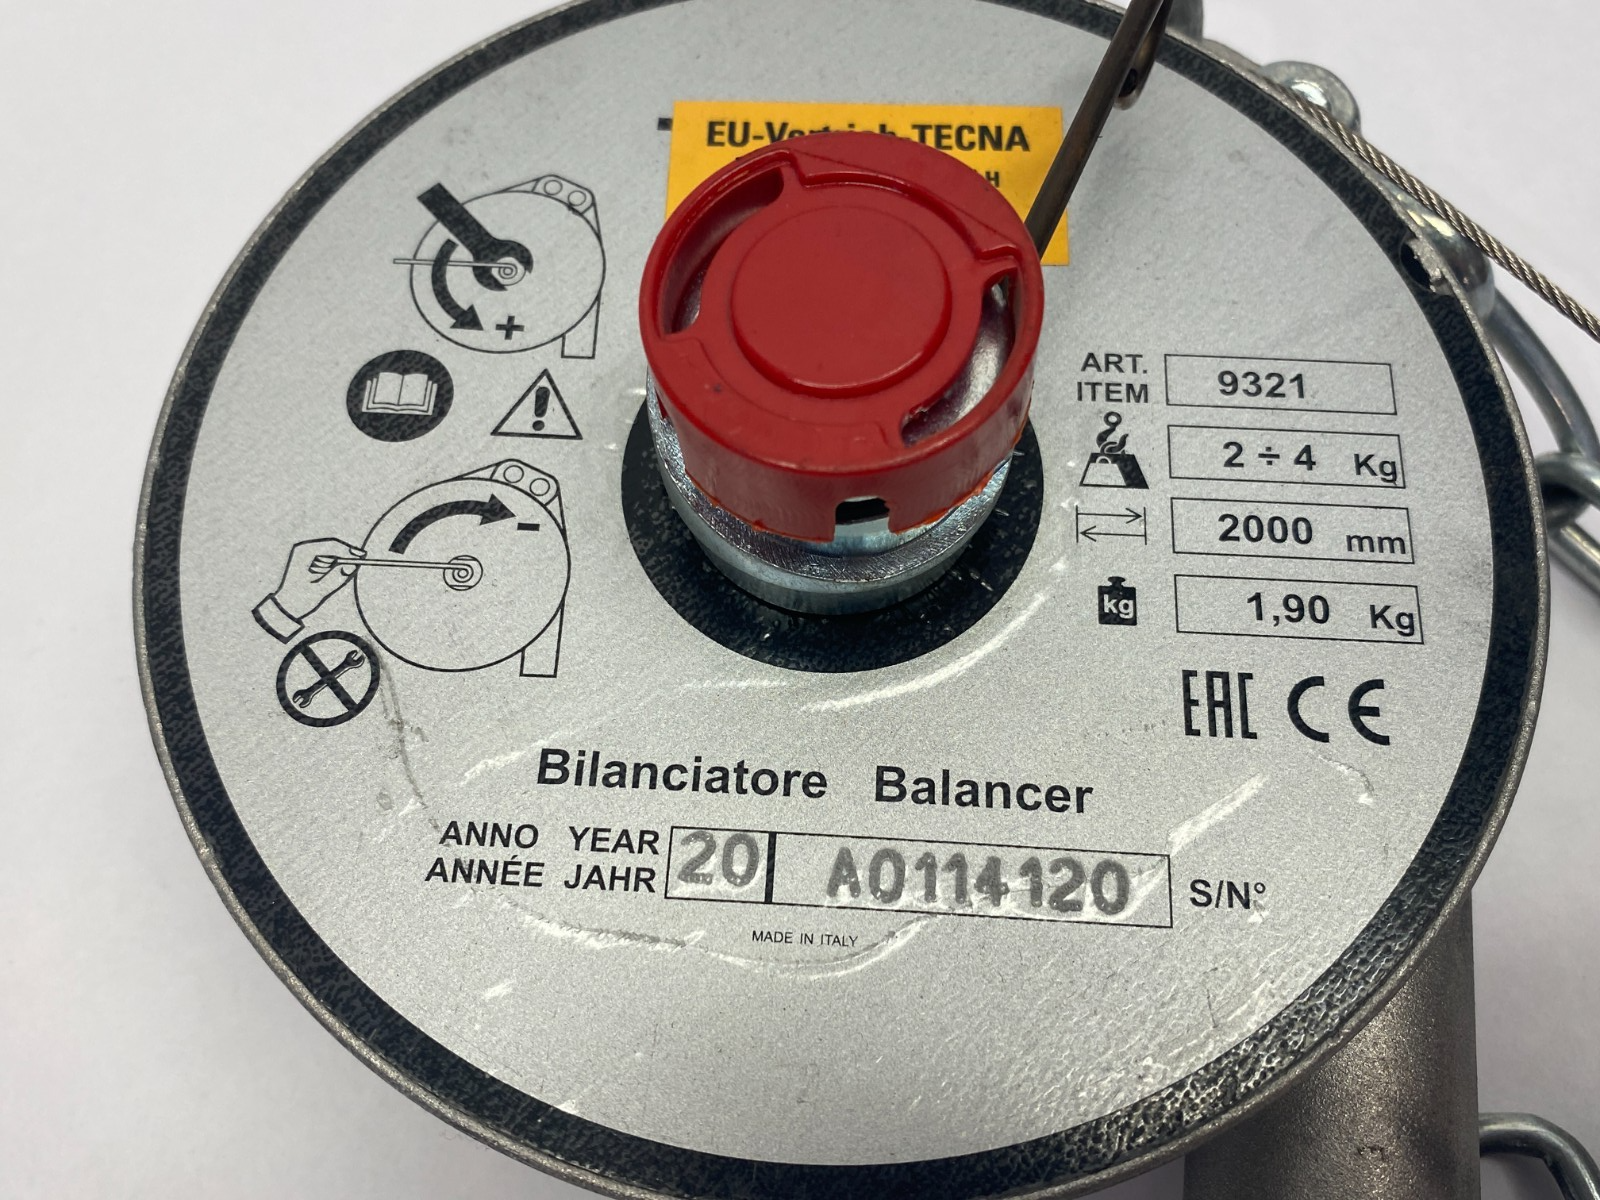 EU-Vertrieb TECNA
H
+
-
ART.
ITEM 9321
2 ÷ 4 Kg
2000 mm
kg 1,90 Kg
EAC CE
Bilanciatore Balancer
ANNO YEAR
ANNÉE JAHR 20 A0114120 S/N°
MADE IN ITALY